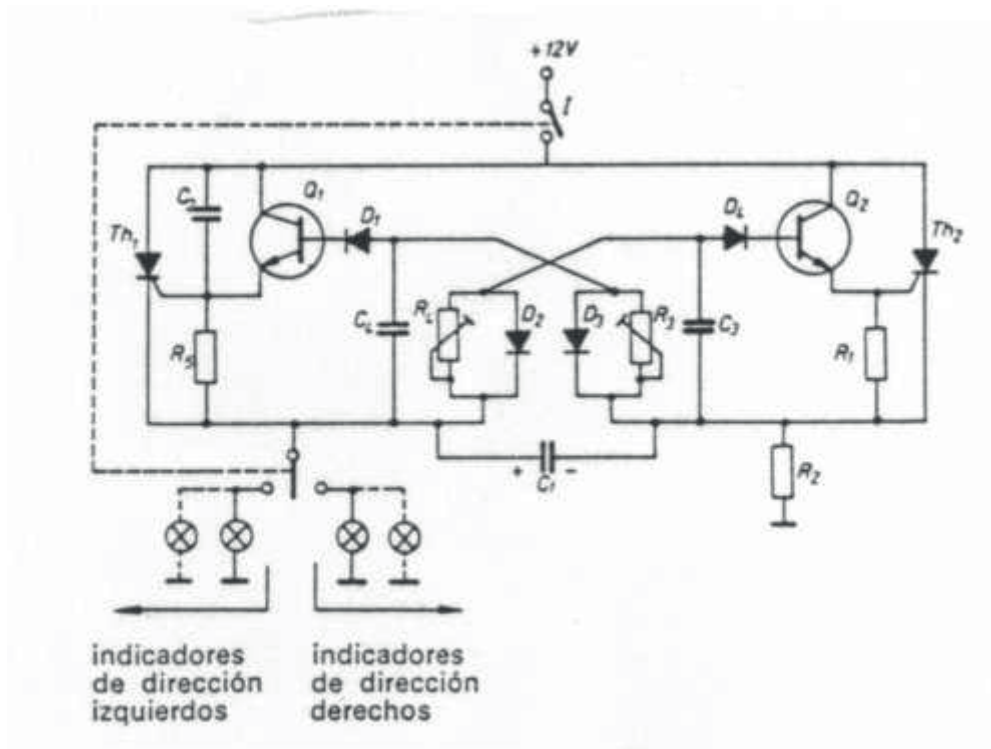 +12V
I
Q1
D1
D4
Q2
Th1
Th2
R4
D2
D3
R3
C4
C3
R5
R1
+ C1 -
R2
indicadores
de dirección
izquierdos
indicadores
de dirección
derechos